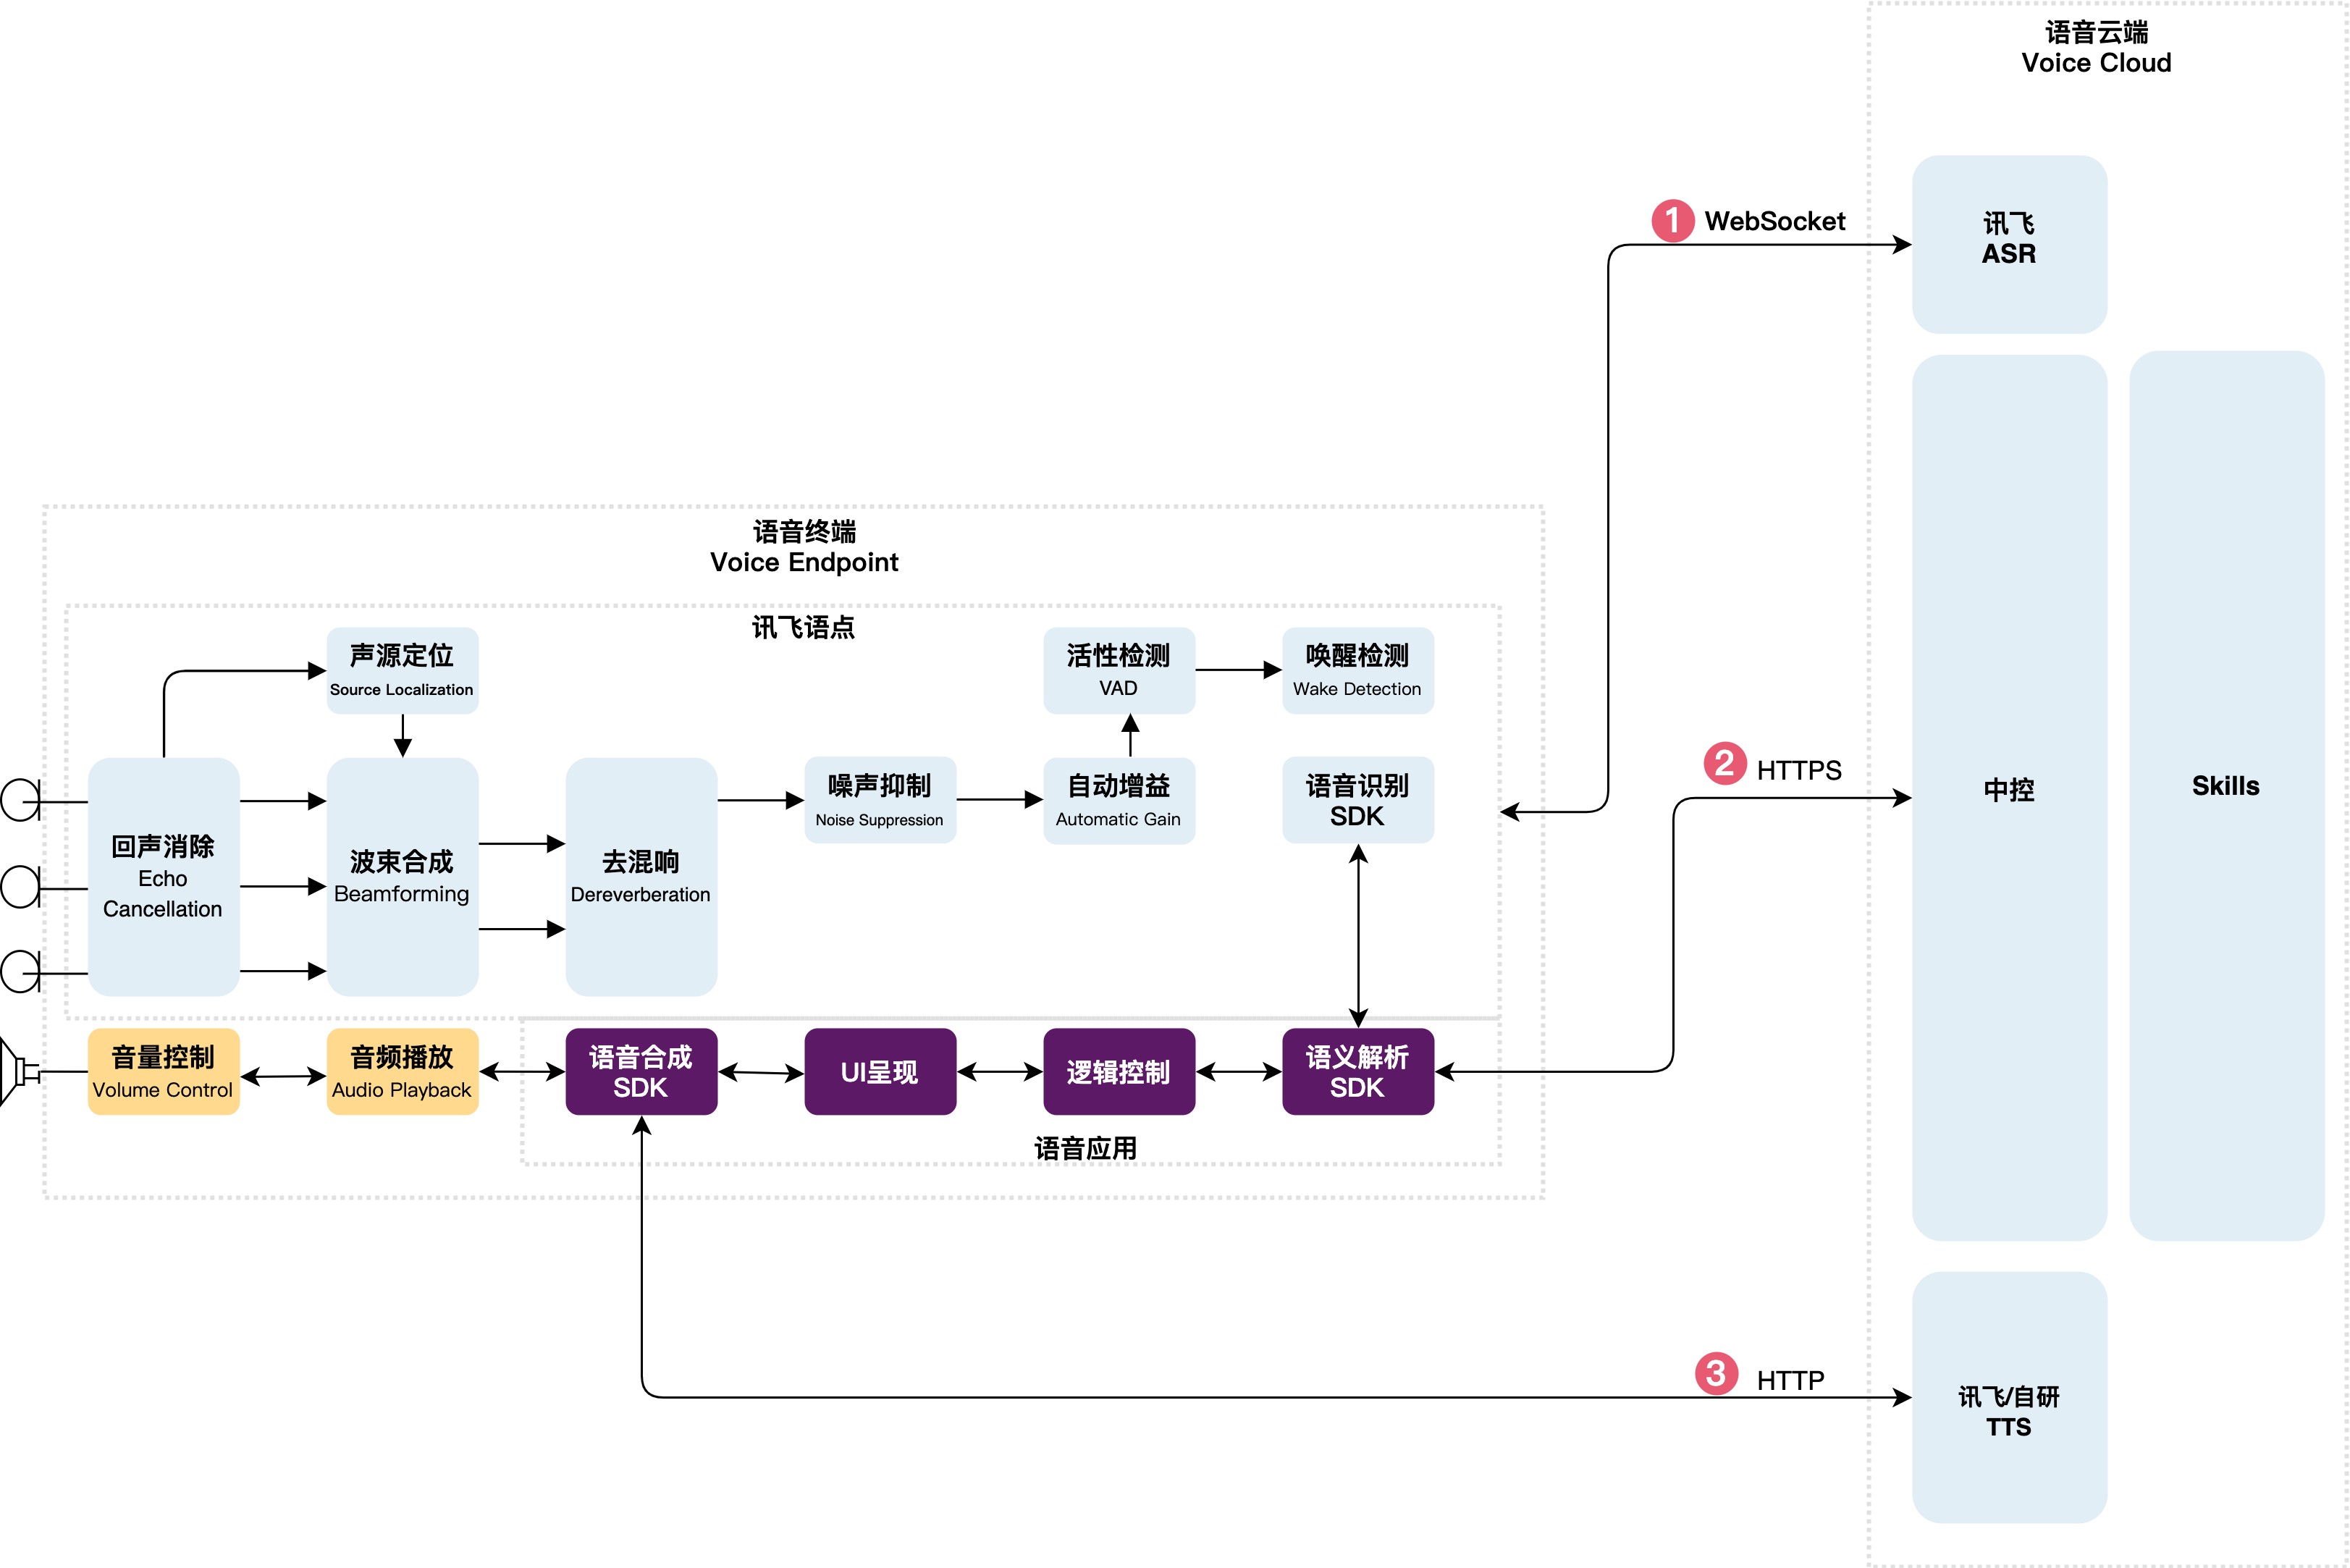 语音云端
Voice Cloud
1 WebSocket
讯飞
ASR
语音终端
Voice Endpoint
讯飞语点
声源定位
Source Localization
活性检测
VAD
唤醒检测
Wake Detection
2 HTTPS
中控
Skills
回声消除
Echo
Cancellation
波束合成
Beamforming
去混响
Dereverberation
噪声抑制
Noise Suppression
自动增益
Automatic Gain
语音识别
SDK
音量控制
Volume Control
音频播放
Audio Playback
语音合成
SDK
UI呈现
逻辑控制
语义解析
SDK
语音应用
3 HTTP
讯飞/自研
TTS